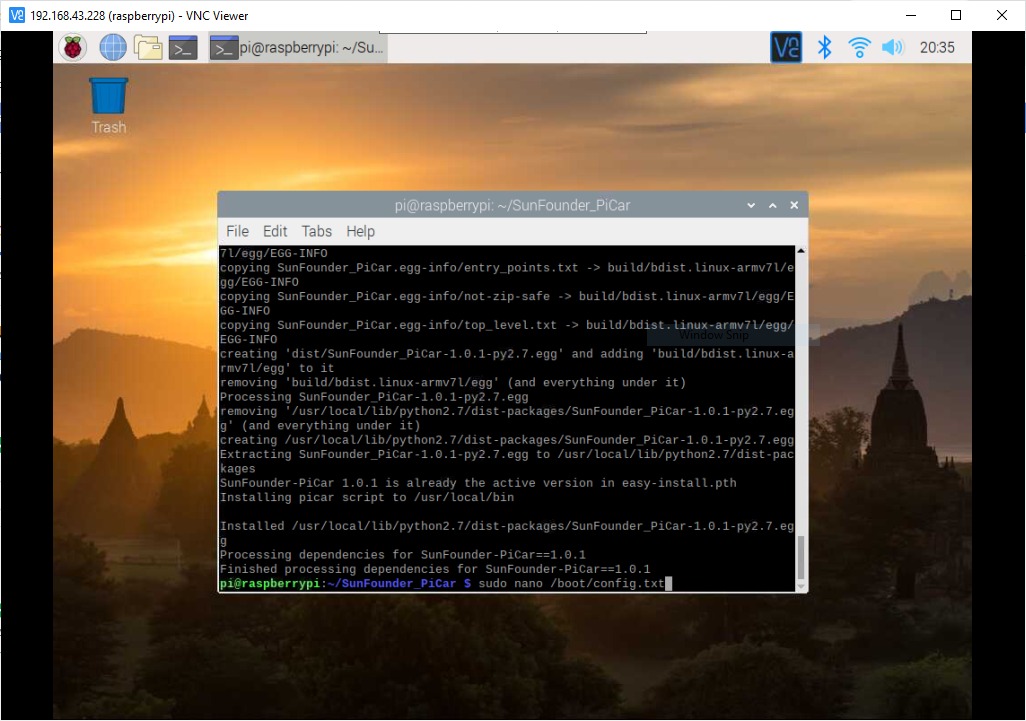 192.168.43.228 (raspberrypi) - VNC Viewer
pi@raspberrypi: ~/Su...
20:35
Trash
pi@raspberrypi: ~/SunFounder_PiCar
File Edit Tabs Help
7l/egg/EGG-INFO
copying SunFounder_PiCar.egg-info/entry_points.txt -> build/bdist.linux-armv7l/e
gg/EGG-INFO
copying SunFounder_PiCar.egg-info/not-zip-safe -> build/bdist.linux-armv7l/egg/E
GG-INFO
copying SunFounder_PiCar.egg-info/top_level.txt -> build/bdist.linux-armv7l/egg/
EGG-INFO
Window Snip
creating 'dist/SunFounder_PiCar-1.0.1-py2.7.egg' and adding 'build/bdist.linux-a
rmv7l/egg' to it
removing 'build/bdist.linux-armv7l/egg' (and everything under it)
Processing SunFounder_PiCar-1.0.1-py2.7.egg
removing '/usr/local/lib/python2.7/dist-packages/SunFounder_PiCar-1.0.1-py2.7.eg
g' (and everything under it)
creating /usr/local/lib/python2.7/dist-packages/SunFounder_PiCar-1.0.1-py2.7.egg
Extracting SunFounder_PiCar-1.0.1-py2.7.egg to /usr/local/lib/python2.7/dist-pac
kages
SunFounder-PiCar 1.0.1 is already the active version in easy-install.pth
Installing picar script to /usr/local/bin
Installed /usr/local/lib/python2.7/dist-packages/SunFounder_PiCar-1.0.1-py2.7.eg
g
Processing dependencies for SunFounder-PiCar==1.0.1
Finished processing dependencies for SunFounder-PiCar==1.0.1
pi@raspberrypi:~/SunFounder_PiCar $ sudo nano /boot/config.txt